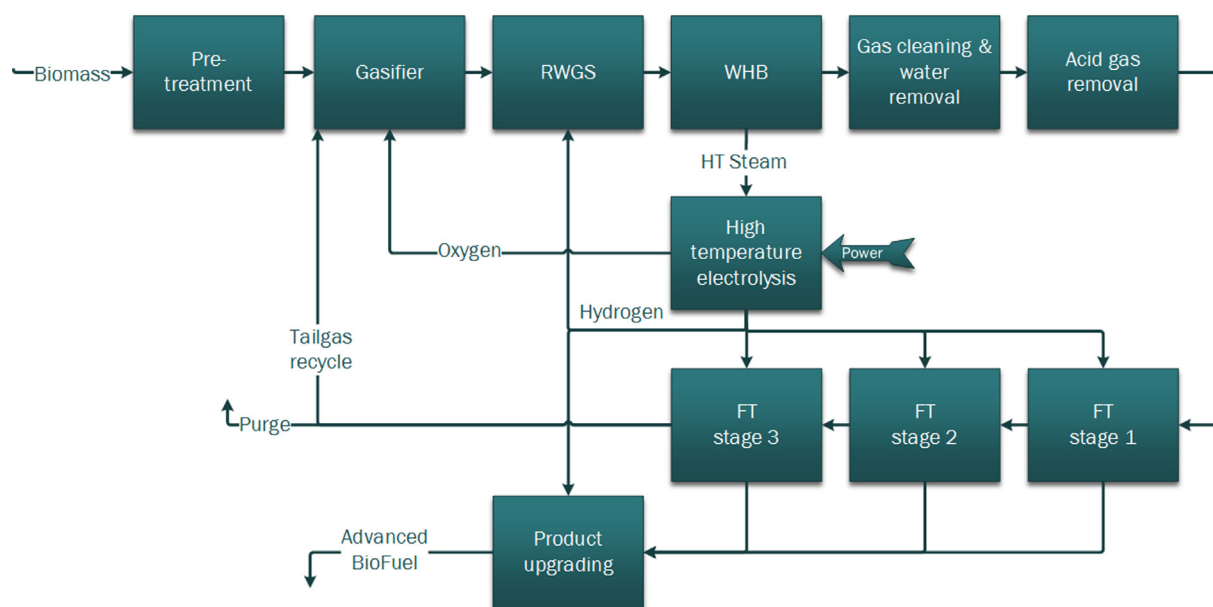 Biomass
Pre-
treatment
Gasifier
RWGS
WHB
Gas cleaning &
water
removal
Acid gas
removal
HT Steam
High
temperature
electrolysis
Power
Oxygen
Hydrogen
Tailgas
recycle
Purge
FT
stage 3
FT
stage 2
FT
stage 1
Advanced
BioFuel
Product
upgrading